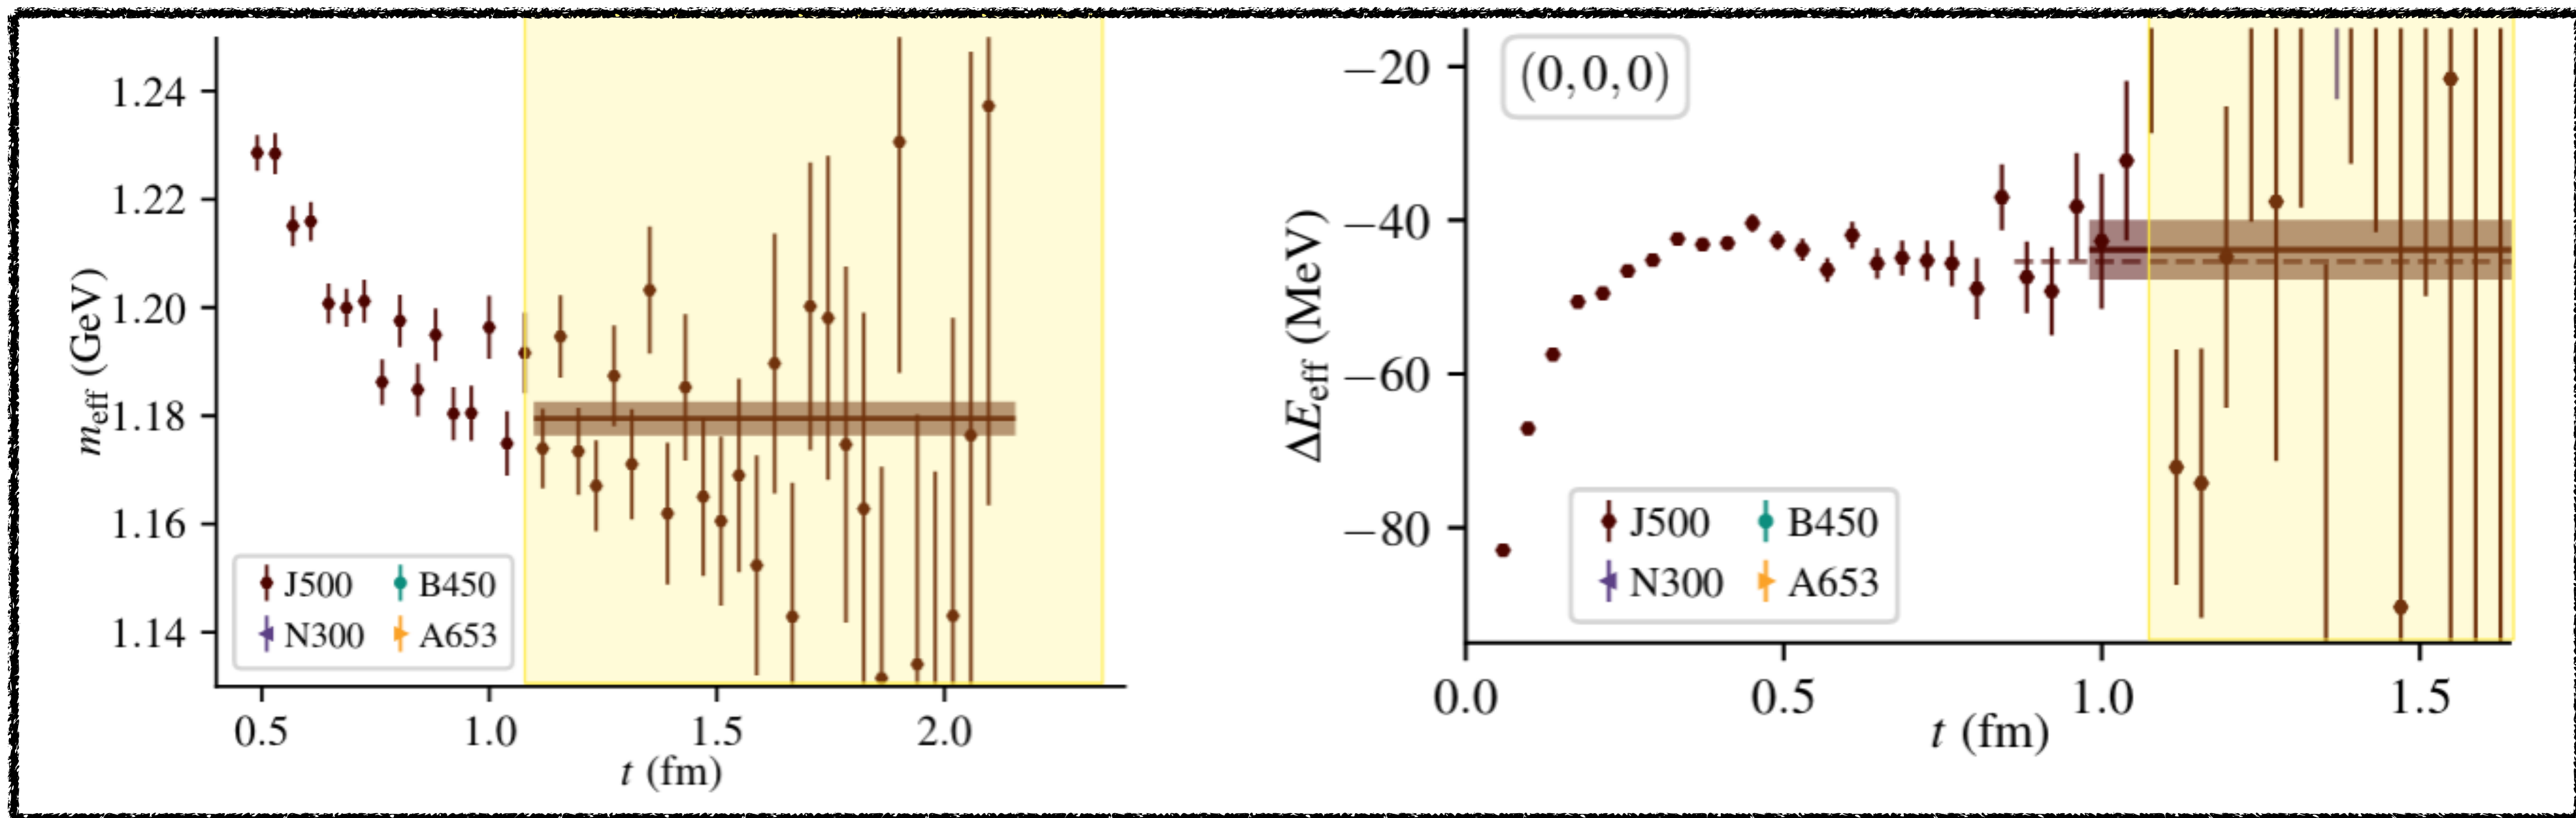 1.24
1.22
1.20
1.18
1.16
1.14
m_eff (GeV)
J500 B450
N300 A653
0.5 1.0 1.5 2.0
t (fm)
(0,0,0)
−20
−40
−60
−80
ΔE_eff (MeV)
J500 B450
N300 A653
0.0 0.5 1.0 1.5
t (fm)